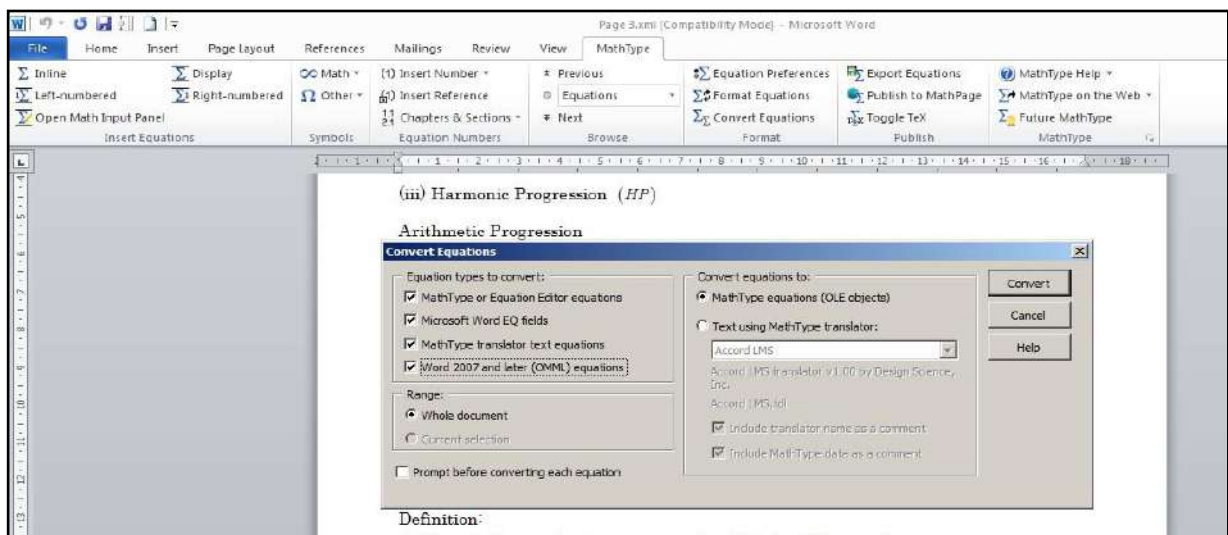 Page 3.xml [Compatibility Mode] - Microsoft Word
File Home Insert Page Layout References Mailings Review View MathType
Σ Inline Σ Display Math (1) Insert Number Previous Equation Preferences Export Equations MathType Help
Left-numbered Right-numbered Ω Other Insert Reference Equations Format Equations Publish to MathPage MathType on the Web
Open Math Input Panel Chapters & Sections Next Convert Equations Toggle TeX Future MathType
Insert Equations Symbols Equation Numbers Browse Format Publish MathType
(iii) Harmonic Progression (HP)
Arithmetic Progression
Convert Equations
Equation types to convert:
MathType or Equation Editor equations
Microsoft Word EQ fields
MathType translator text equations
Word 2007 and later (OMML) equations
Range:
Whole document
Current selection
Prompt before converting each equation
Convert equations to:
MathType equations (OLE objects)
Text using MathType translator:
Accord LMS
Accord LMS translator v1.00 by Design Science,
Inc.
Accord LMS.tdl
Include translator name as a comment
Include MathType data as a comment
Convert
Cancel
Help
Definition: